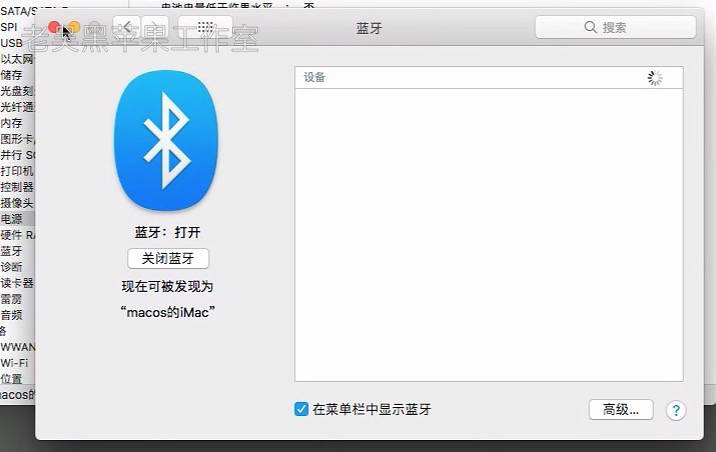 SATA/SATA E
电池电量低于临界水平 ： 否
SPI
USB
老吴黑苹果工作室
蓝牙
搜索
以太网
储存
光盘刻
光纤通
内存
图形卡/
并行 SC
打印机
控制器
摄像头
电源
硬件 RA
蓝牙
诊断
读卡器
雷雳
音频
络
WWAN
Wi-Fi
位置
macos的
设备
蓝牙：打开
关闭蓝牙
现在可被发现为
“macos的iMac”
在菜单栏中显示蓝牙
高级...
?